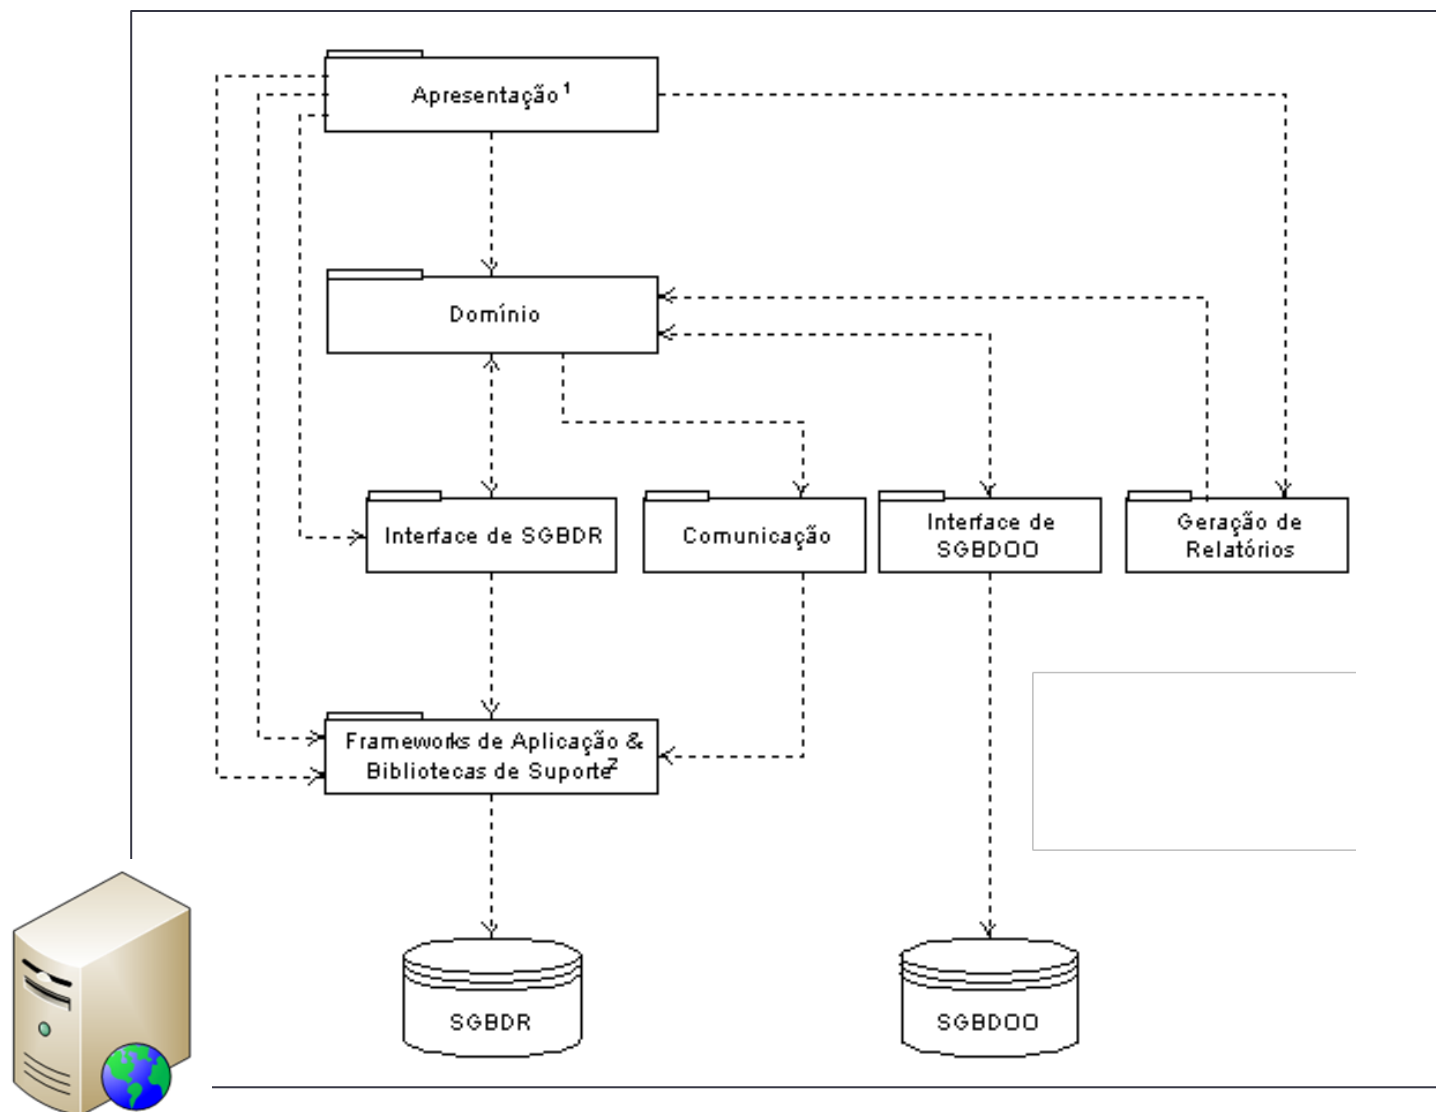 Apresentação¹
Domínio
Interface de SGBDR
Comunicação
Interface de
SGBDOO
Geração de
Relatórios
Frameworks de Aplicação &
Bibliotecas de Suporte²
SGBDR
SGBDOO